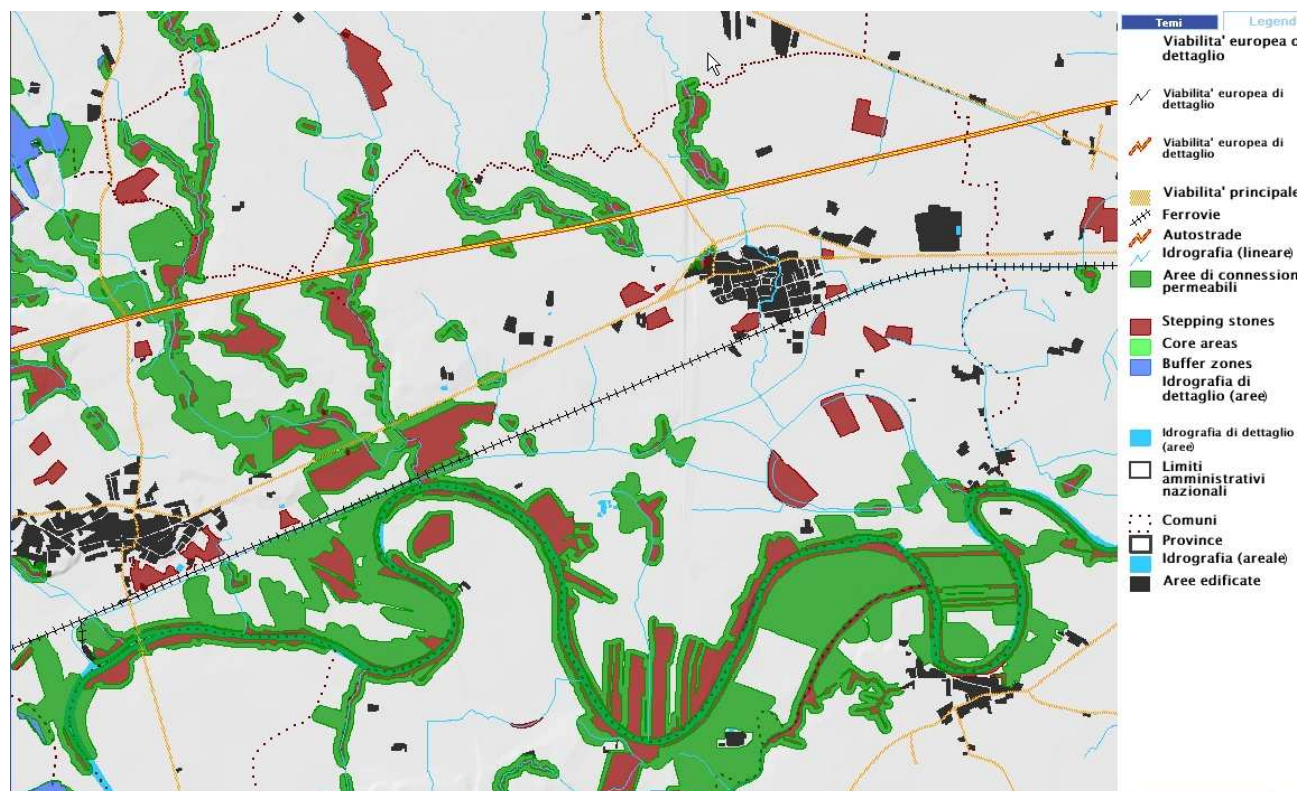 Temi
Legend
Viabilita' europea o
dettaglio
Viabilita' europea di
dettaglio
Viabilita' europea di
dettaglio
Viabilita' principale
Ferrovie
Autostrade
Idrografia (lineare)
Aree di connession
permeabili
Stepping stones
Core areas
Buffer zones
Idrografia di
dettaglio (aree)
Idrografia di dettaglio
(aree)
Limiti
amministrativi
nazionali
Comuni
Province
Idrografia (areale)
Aree edificate